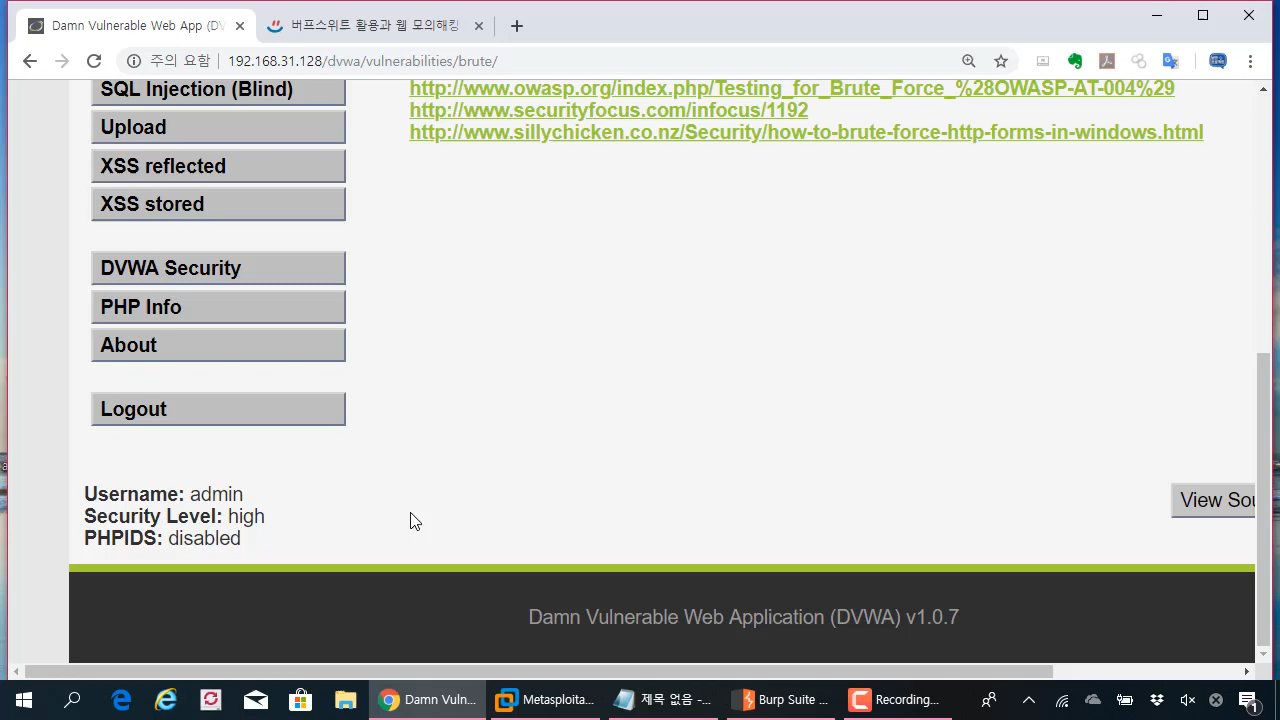 Damn Vulnerable Web App (DV
버프스위트 활용과 웹 모의해킹
주의 요함
192.168.31.128/dvwa/vulnerabilities/brute/
SQL Injection (Blind)
Upload
XSS reflected
XSS stored
DVWA Security
PHP Info
About
Logout
http://www.owasp.org/index.php/Testing_for_Brute_Force_%28OWASP-AT-004%29
http://www.securityfocus.com/infocus/1192
http://www.sillychicken.co.nz/Security/how-to-brute-force-http-forms-in-windows.html
Username: admin
Security Level: high
PHPIDS: disabled
View Sou
Damn Vulnerable Web Application (DVWA) v1.0.7
Damn Vuln...
Metasploita...
제목 없음 -...
Burp Suite ...
Recording...
1